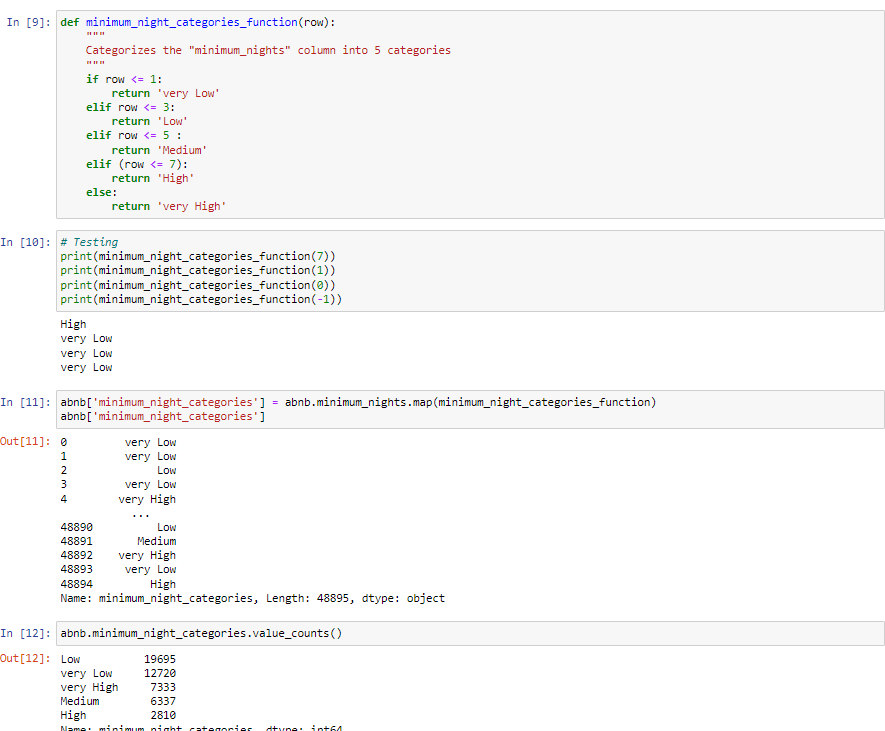 In [9]: def minimum_night_categories_function(row):
"""
Categorizes the "minimum_nights" column into 5 categories
"""
if row <= 1:
return 'very Low'
elif row <= 3:
return 'Low'
elif row <= 5 :
return 'Medium'
elif (row <= 7):
return 'High'
else:
return 'very High'
In [10]: # Testing
print(minimum_night_categories_function(7))
print(minimum_night_categories_function(1))
print(minimum_night_categories_function(0))
print(minimum_night_categories_function(-1))
High
very Low
very Low
very Low
In [11]: abnb['minimum_night_categories'] = abnb.minimum_nights.map(minimum_night_categories_function)
abnb['minimum_night_categories']
Out[11]: 0 very Low
1 very Low
2 Low
3 very Low
4 very High
...
48890 Low
48891 Medium
48892 very High
48893 very Low
48894 High
Name: minimum_night_categories, Length: 48895, dtype: object
In [12]: abnb.minimum_night_categories.value_counts()
Out[12]: Low 19695
very Low 12720
very High 7333
Medium 6337
High 2810
Name: minimum_night_categories, dtype: int64